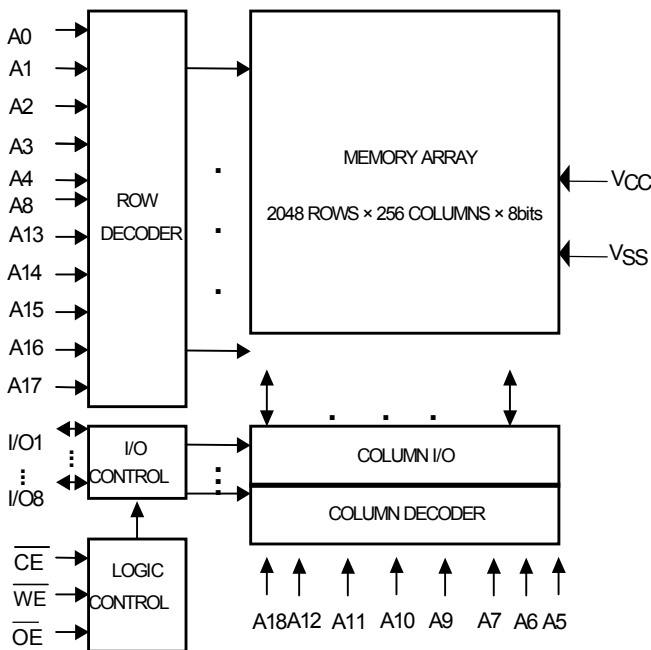 A0
A1
A2
A3
A4
A8
A13
A14
A15
A16
A17
ROW
DECODER
MEMORY ARRAY
2048 ROWS × 256 COLUMNS × 8bits
VCC
VSS
I/O1
I/O8
I/O
CONTROL
COLUMN I/O
COLUMN DECODER
CE
WE
OE
LOGIC
CONTROL
A18 A12 A11 A10 A9 A7 A6 A5